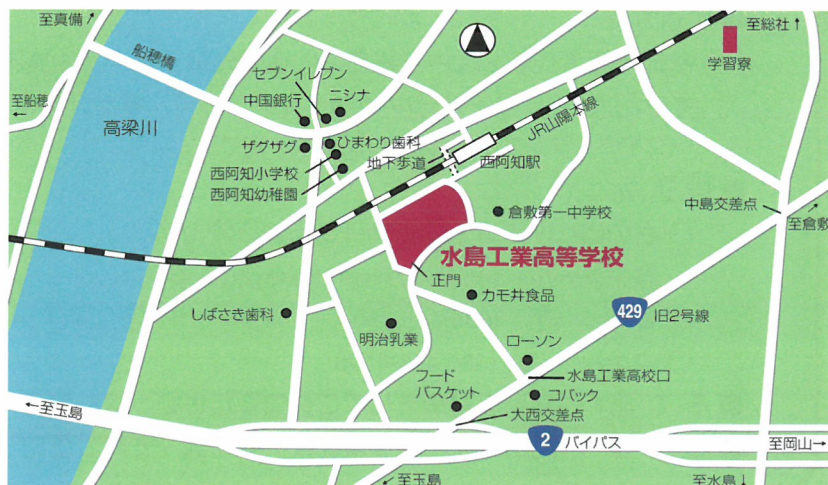 至真備
至総社↑
船穂橋
学習寮
セブンイレブン
ニシナ
中国銀行
至船穂
←
JR山陽本線
高梁川
ザグザグ
ひまわり歯科
地下歩道
西阿知駅
西阿知小学校
西阿知幼稚園
中島交差点
倉敷第一中学校
至倉敷
水島工業高等学校
正門
カモ井食品
しばさき歯科
429 旧2号線
明治乳業
ローソン
フード
バスケット
水島工業高校口
コバック
←至玉島
大西交差点
2 バイパス
至岡山→
←至玉島
至水島↓